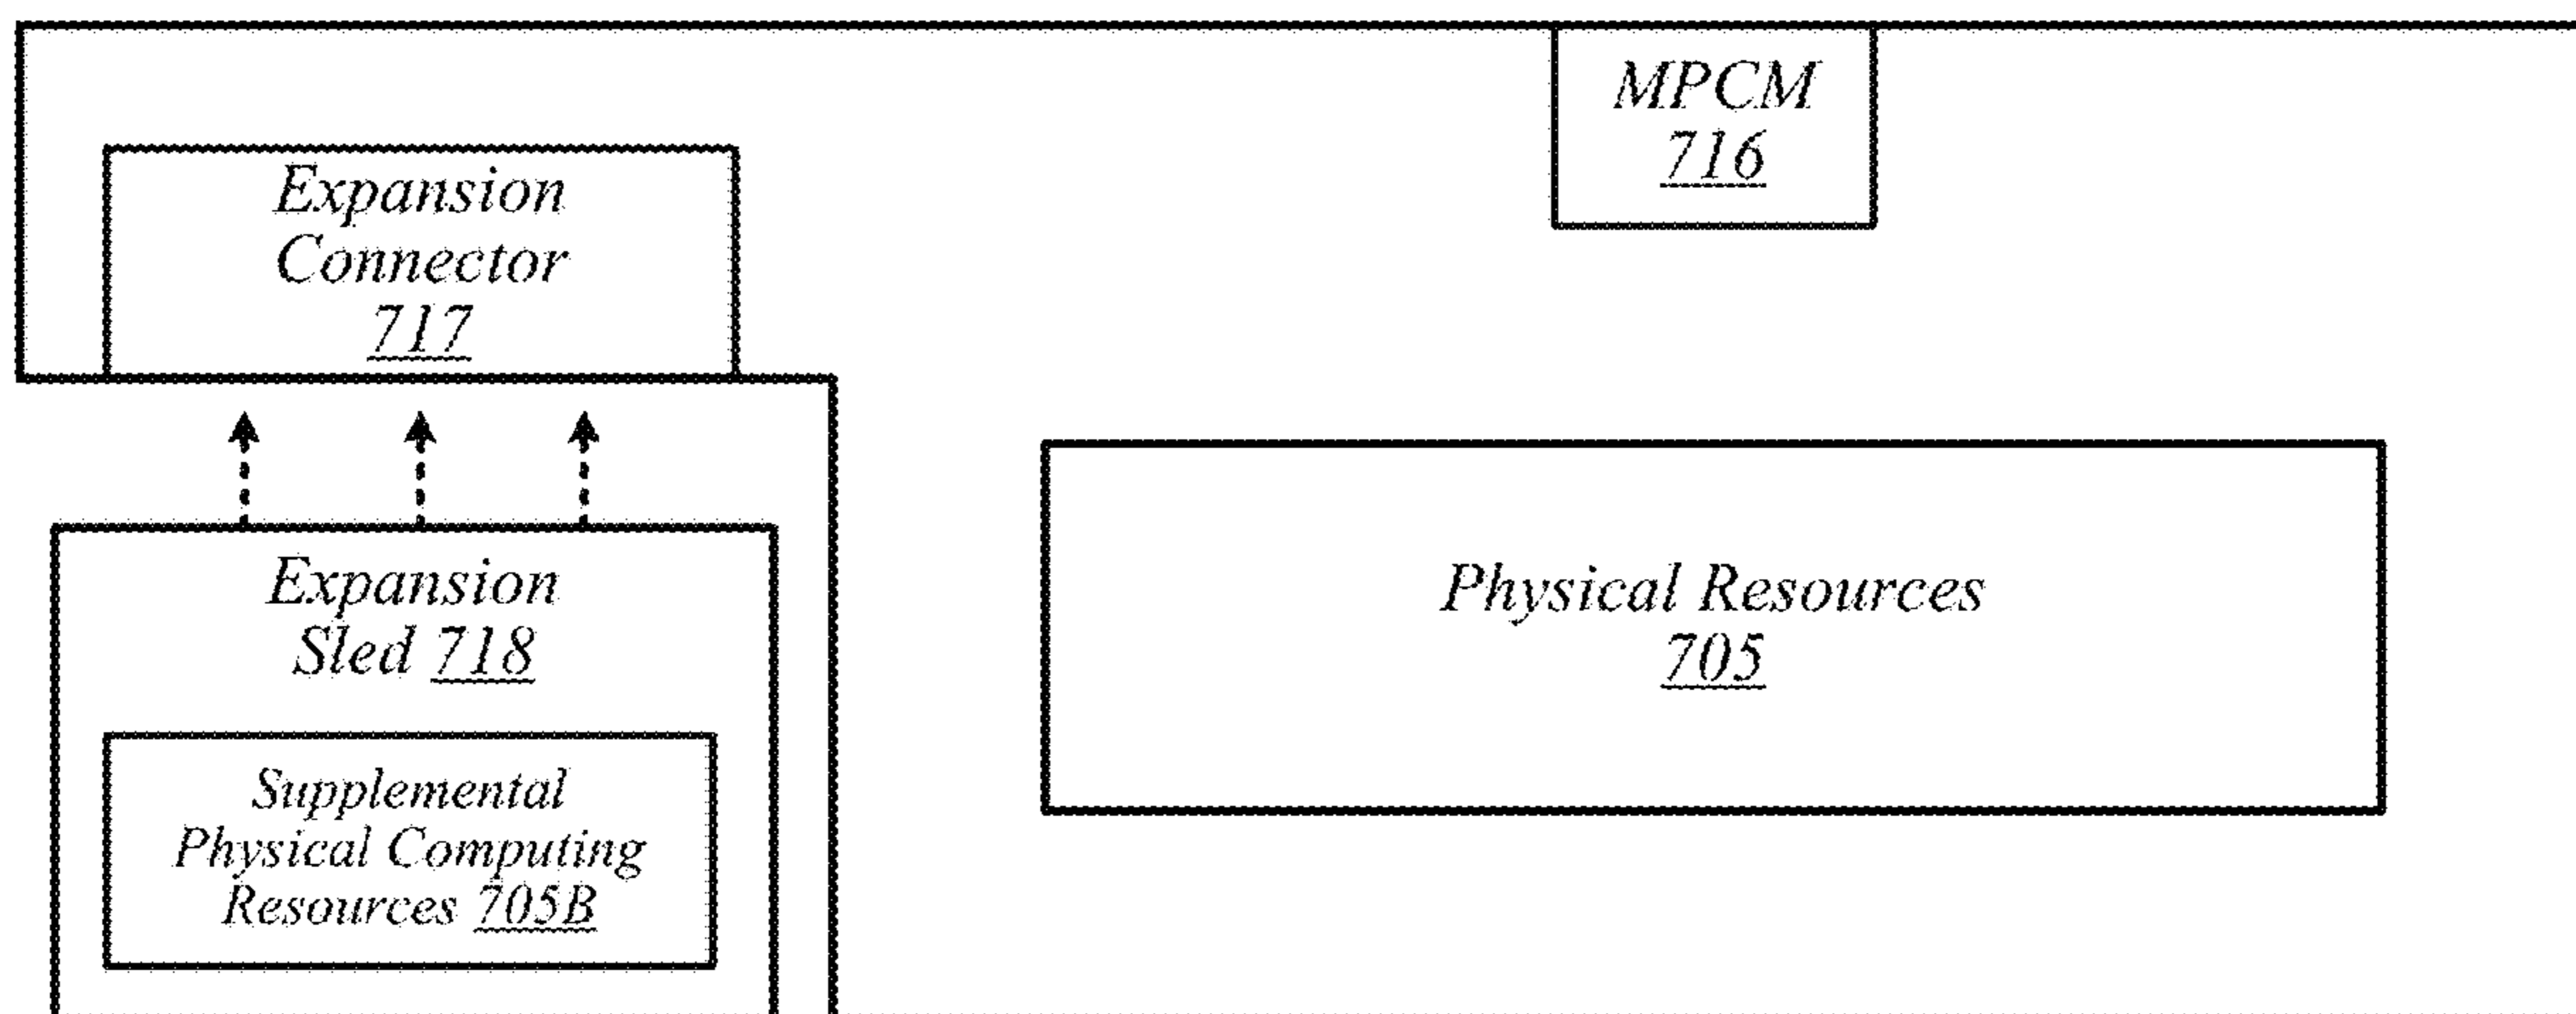 MPCM
716
Expansion
Connector
717
Expansion
Sled 718
Physical Resources
705
Supplemental
Physical Computing
Resources 705B